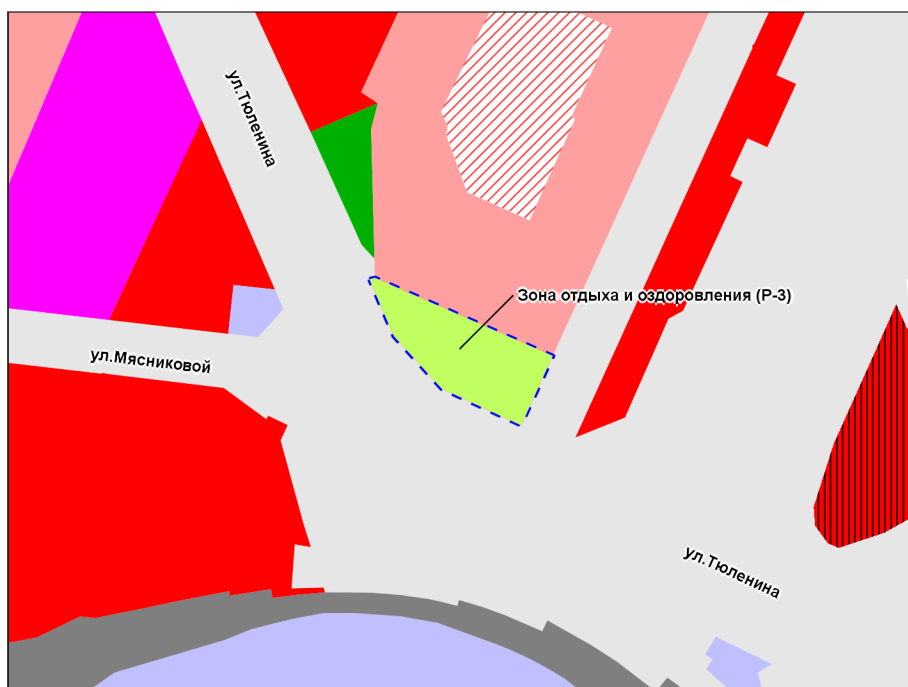 ул.Тюленина
Зона отдыха и оздоровления (Р-3)
ул.Мясниковой
ул.Тюленина